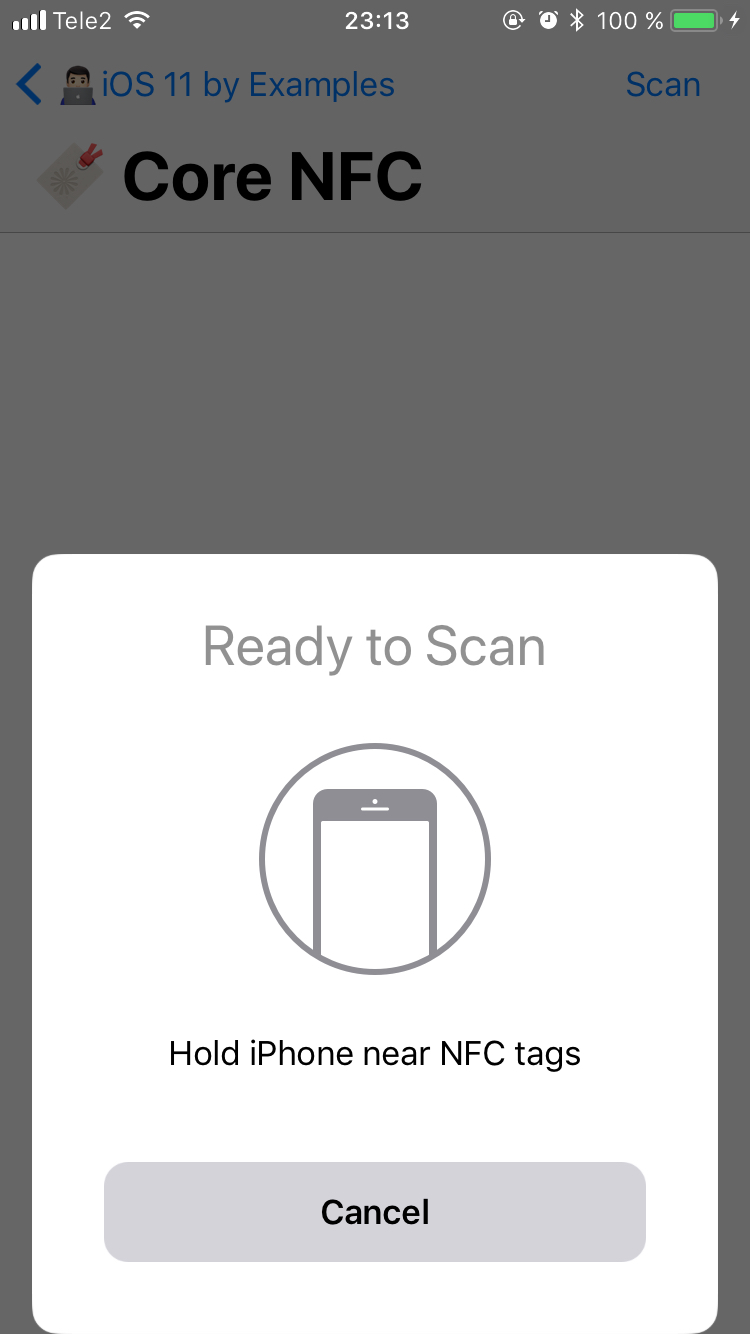 Tele2 23:13 100 %
iOS 11 by Examples Scan
Core NFC
Ready to Scan
Hold iPhone near NFC tags
Cancel